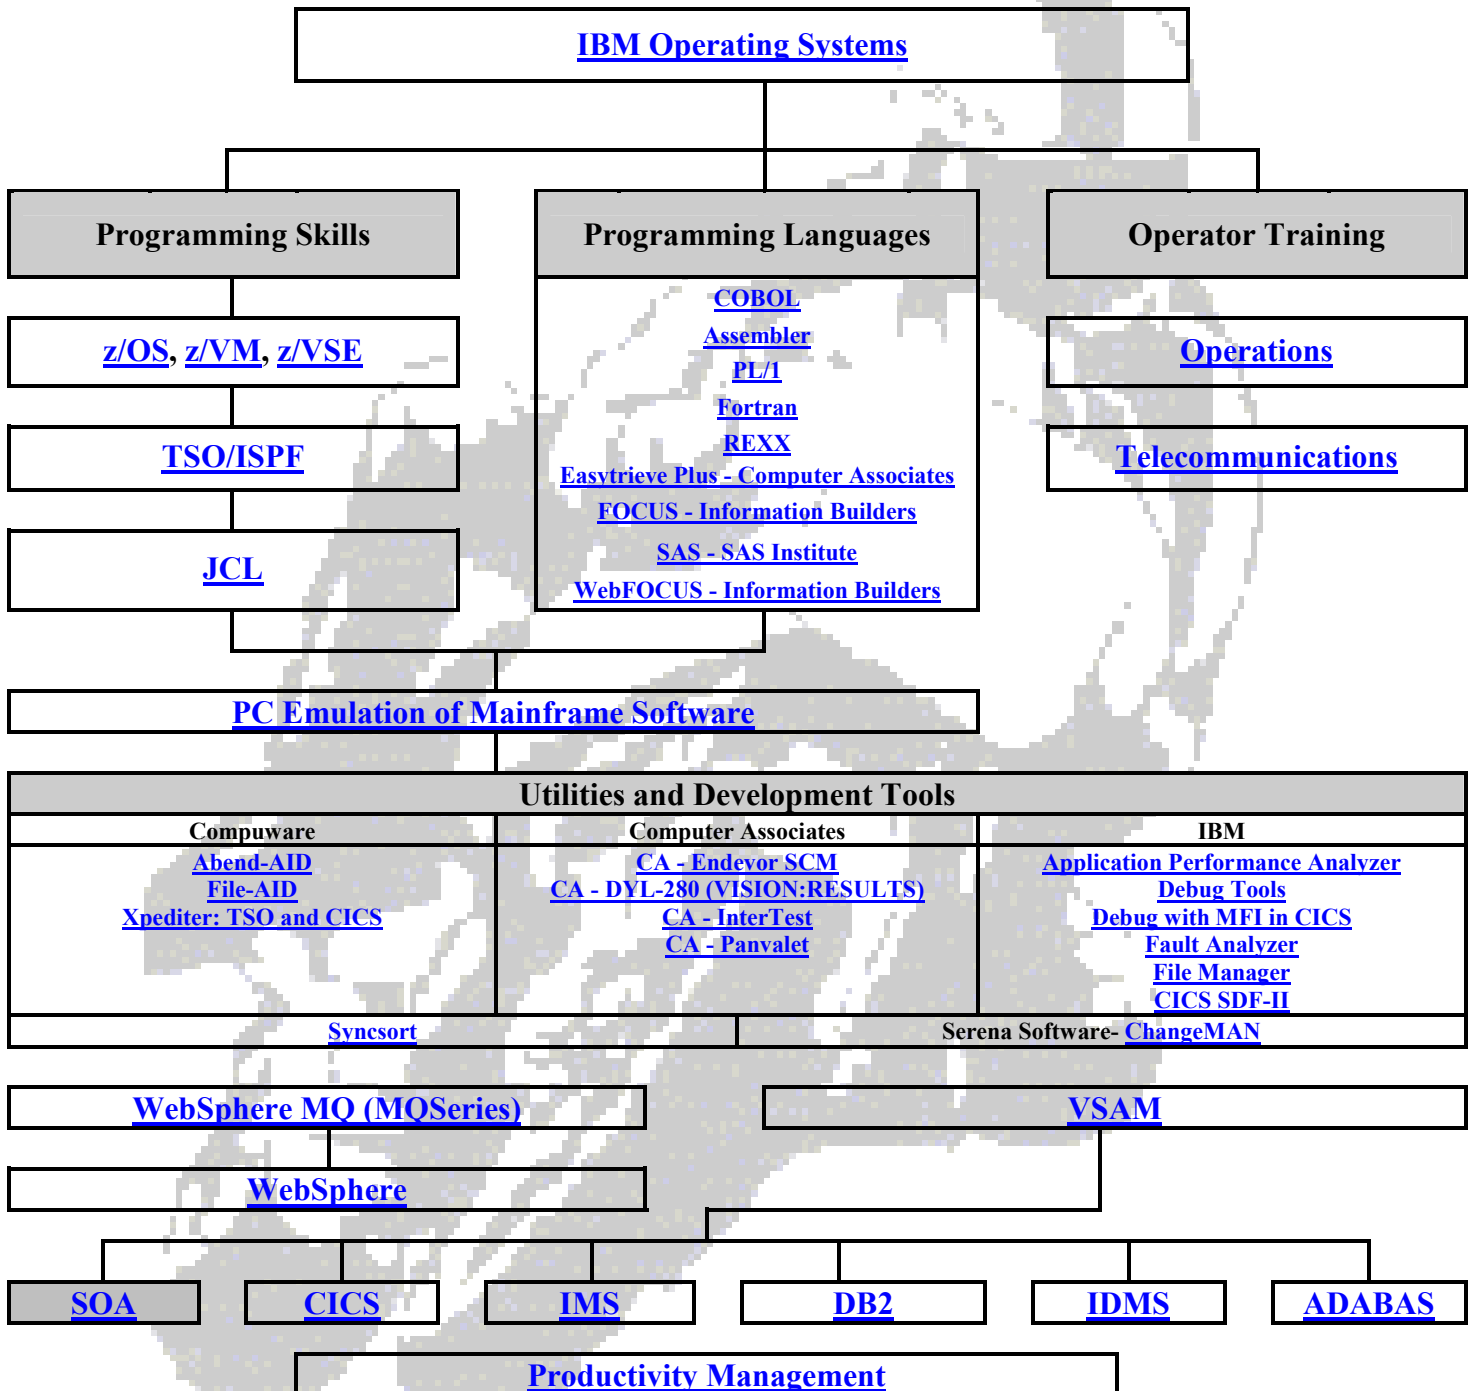 IBM Operating Systems
Programming Skills
Programming Languages
Operator Training
z/OS, z/VM, z/VSE
TSO/ISPF
JCL
COBOL
Assembler
PL/1
Fortran
REXX
Easytrieve Plus - Computer Associates
FOCUS - Information Builders
SAS - SAS Institute
WebFOCUS - Information Builders
Operations
Telecommunications
PC Emulation of Mainframe Software
Utilities and Development Tools
Compuware
Abend-AID
File-AID
Xpediter: TSO and CICS
Computer Associates
CA - Endevor SCM
CA - DYL-280 (VISION:RESULTS)
CA - InterTest
CA - Panvalet
IBM
Application Performance Analyzer
Debug Tools
Debug with MFI in CICS
Fault Analyzer
File Manager
CICS SDF-II
Syncsort
Serena Software- ChangeMAN
WebSphere MQ (MQSeries)
VSAM
WebSphere
SOA
CICS
IMS
DB2
IDMS
ADABAS
Productivity Management